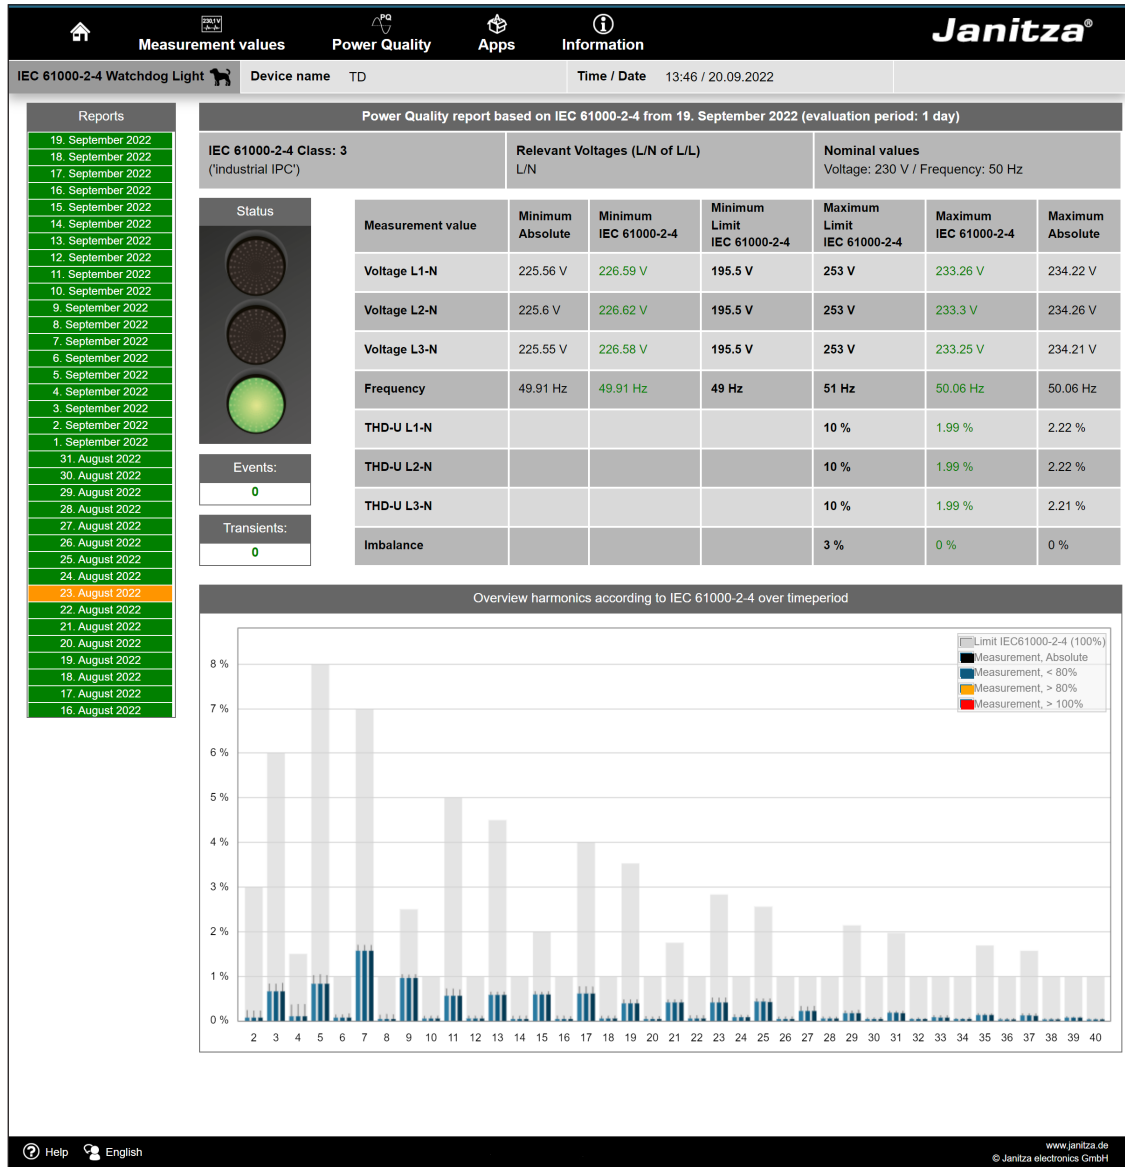 230,1V
PQ
Measurement values
Power Quality
Apps
Information
Janitza®
IEC 61000-2-4 Watchdog Light
Device name
TD
Time / Date
13:46 / 20.09.2022
Reports
19. September 2022
18. September 2022
17. September 2022
16. September 2022
15. September 2022
14. September 2022
13. September 2022
12. September 2022
11. September 2022
10. September 2022
9. September 2022
8. September 2022
7. September 2022
6. September 2022
5. September 2022
4. September 2022
3. September 2022
2. September 2022
1. September 2022
31. August 2022
30. August 2022
29. August 2022
28. August 2022
27. August 2022
26. August 2022
25. August 2022
24. August 2022
23. August 2022
22. August 2022
21. August 2022
20. August 2022
19. August 2022
18. August 2022
17. August 2022
16. August 2022
Power Quality report based on IEC 61000-2-4 from 19. September 2022 (evaluation period: 1 day)
IEC 61000-2-4 Class: 3
('industrial IPC')
Relevant Voltages (L/N of L/L)
L/N
Nominal values
Voltage: 230 V / Frequency: 50 Hz
Status
Events:
0
Transients:
0
Measurement value
Minimum
Absolute
Minimum
IEC 61000-2-4
Minimum
Limit
IEC 61000-2-4
Maximum
Limit
IEC 61000-2-4
Maximum
IEC 61000-2-4
Maximum
Absolute
Voltage L1-N 225.56 V 226.59 V 195.5 V 253 V 233.26 V 234.22 V
Voltage L2-N 225.6 V 226.62 V 195.5 V 253 V 233.3 V 234.26 V
Voltage L3-N 225.55 V 226.58 V 195.5 V 253 V 233.25 V 234.21 V
Frequency 49.91 Hz 49.91 Hz 49 Hz 51 Hz 50.06 Hz 50.06 Hz
THD-U L1-N 10 % 1.99 % 2.22 %
THD-U L2-N 10 % 1.99 % 2.22 %
THD-U L3-N 10 % 1.99 % 2.21 %
Imbalance 3 % 0 % 0 %
Overview harmonics according to IEC 61000-2-4 over timeperiod
Limit IEC61000-2-4 (100%)
Measurement, Absolute
Measurement, < 80%
Measurement, > 80%
Measurement, > 100%
8 %
7 %
6 %
5 %
4 %
3 %
2 %
1 %
0 %
2 3 4 5 6 7 8 9 10 11 12 13 14 15 16 17 18 19 20 21 22 23 24 25 26 27 28 29 30 31 32 33 34 35 36 37 38 39 40
? Help
English
www.janitza.de
© Janitza electronics GmbH